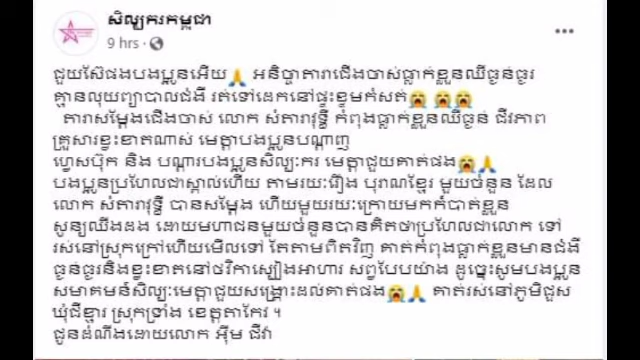 សិល្បករកម្ពុជា
9 hrs ·
ជួយស៊ែផងបងប្អូនអើយ🙏 អនិច្ចាតារាជើងចាស់ធ្លាក់ខ្លួនឈឺធ្ងន់ធ្ងរ
គ្មានលុយព្យាបាលជំងឺ រត់ទៅដេកនៅផ្ទះខ្ទមកំសត់😭😭😭
តារាសម្ដែងជើងចាស់ លោក សំតារាវុទ្ធី កំពុងធ្លាក់ខ្លួនឈឺធ្ងន់ ជីវភាព
គ្រួសារខ្វះខាតណាស់ មេត្តាបងប្អូនបណ្ដាញ
ហ្វេសប៊ុក និង បណ្ដារបងប្អូនសិល្បៈករ មេត្តាជួយគាត់ផង😭🙏
បងប្អូនប្រហែលជាស្គាល់ហើយ តាមរយៈរឿង បុរាណខ្មែរ មួយចំនួន ដែល
លោក សំតារាវុទ្ធី បានសម្ដែង ហើយមួយរយៈក្រោយមកកំបាត់ខ្លួន
សូន្យឈឹងដង ដោយមហាជនមួយចំនួនបានគិតថាប្រហែលជាលោក ទៅ
រស់នៅស្រុកក្រៅហើយមើលទៅ តែតាមពិតវិញ គាត់កំពុងធ្លាក់ខ្លួនមានជំងឺ
ធ្ងន់ធ្ងរនិងខ្វះខាតនៅថវិកាស្បៀងអាហារ សព្វបែបយ៉ាង ដូច្នេះសូមបងប្អូន
សមាគមន៍សិល្បៈមេត្តាជួយសង្គ្រោះដល់គាត់ផង😭🙏 គាត់រស់នៅភូមិជួស
ឃុំជីខ្មារ ស្រុកទ្រាំង ខេត្តតាកែវ ។
ជូនដំណឹងដោយលោក អ៊ីម ជីវា